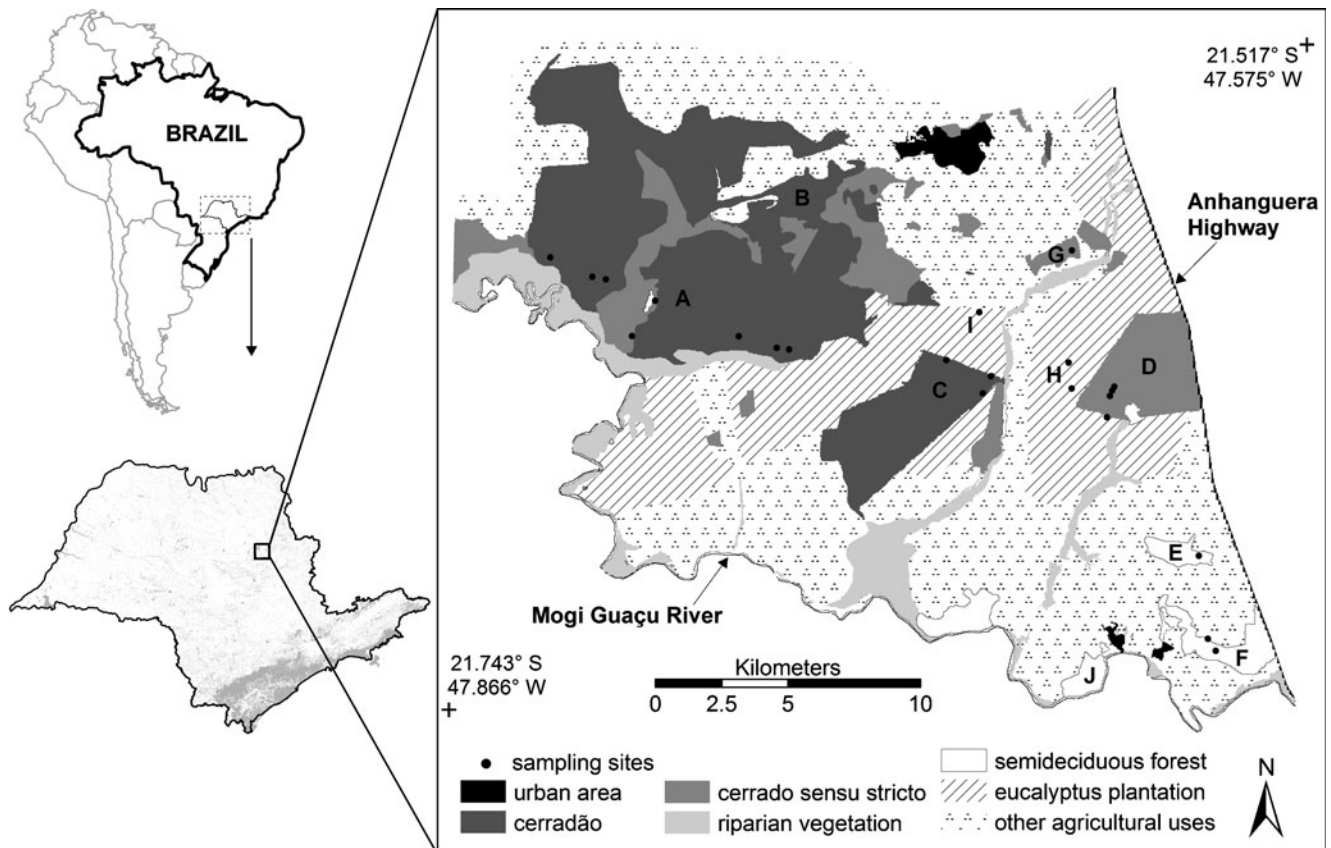 BRAZIL
21.517° S
47.575° W
Anhanguera
Highway
B
G
A
I
H
D
C
E
F
J
Mogi Guaçu River
21.743° S
47.866° W
Kilometers
0 2.5 5 10
sampling sites
urban area
cerradão
cerrado sensu stricto
riparian vegetation
semideciduous forest
eucalyptus plantation
other agricultural uses
N